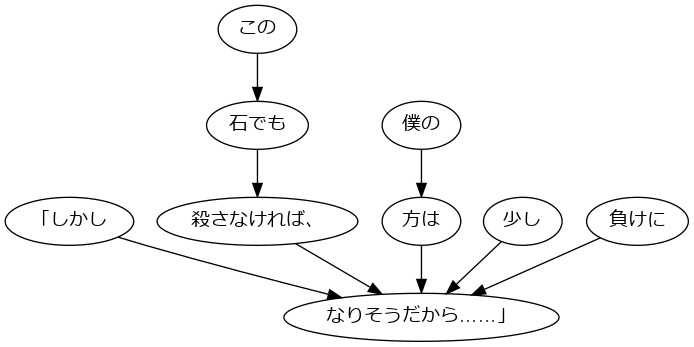 この
石でも
僕の
「しかし
殺さなければ、
方は
少し
負けに
なりそうだから……」